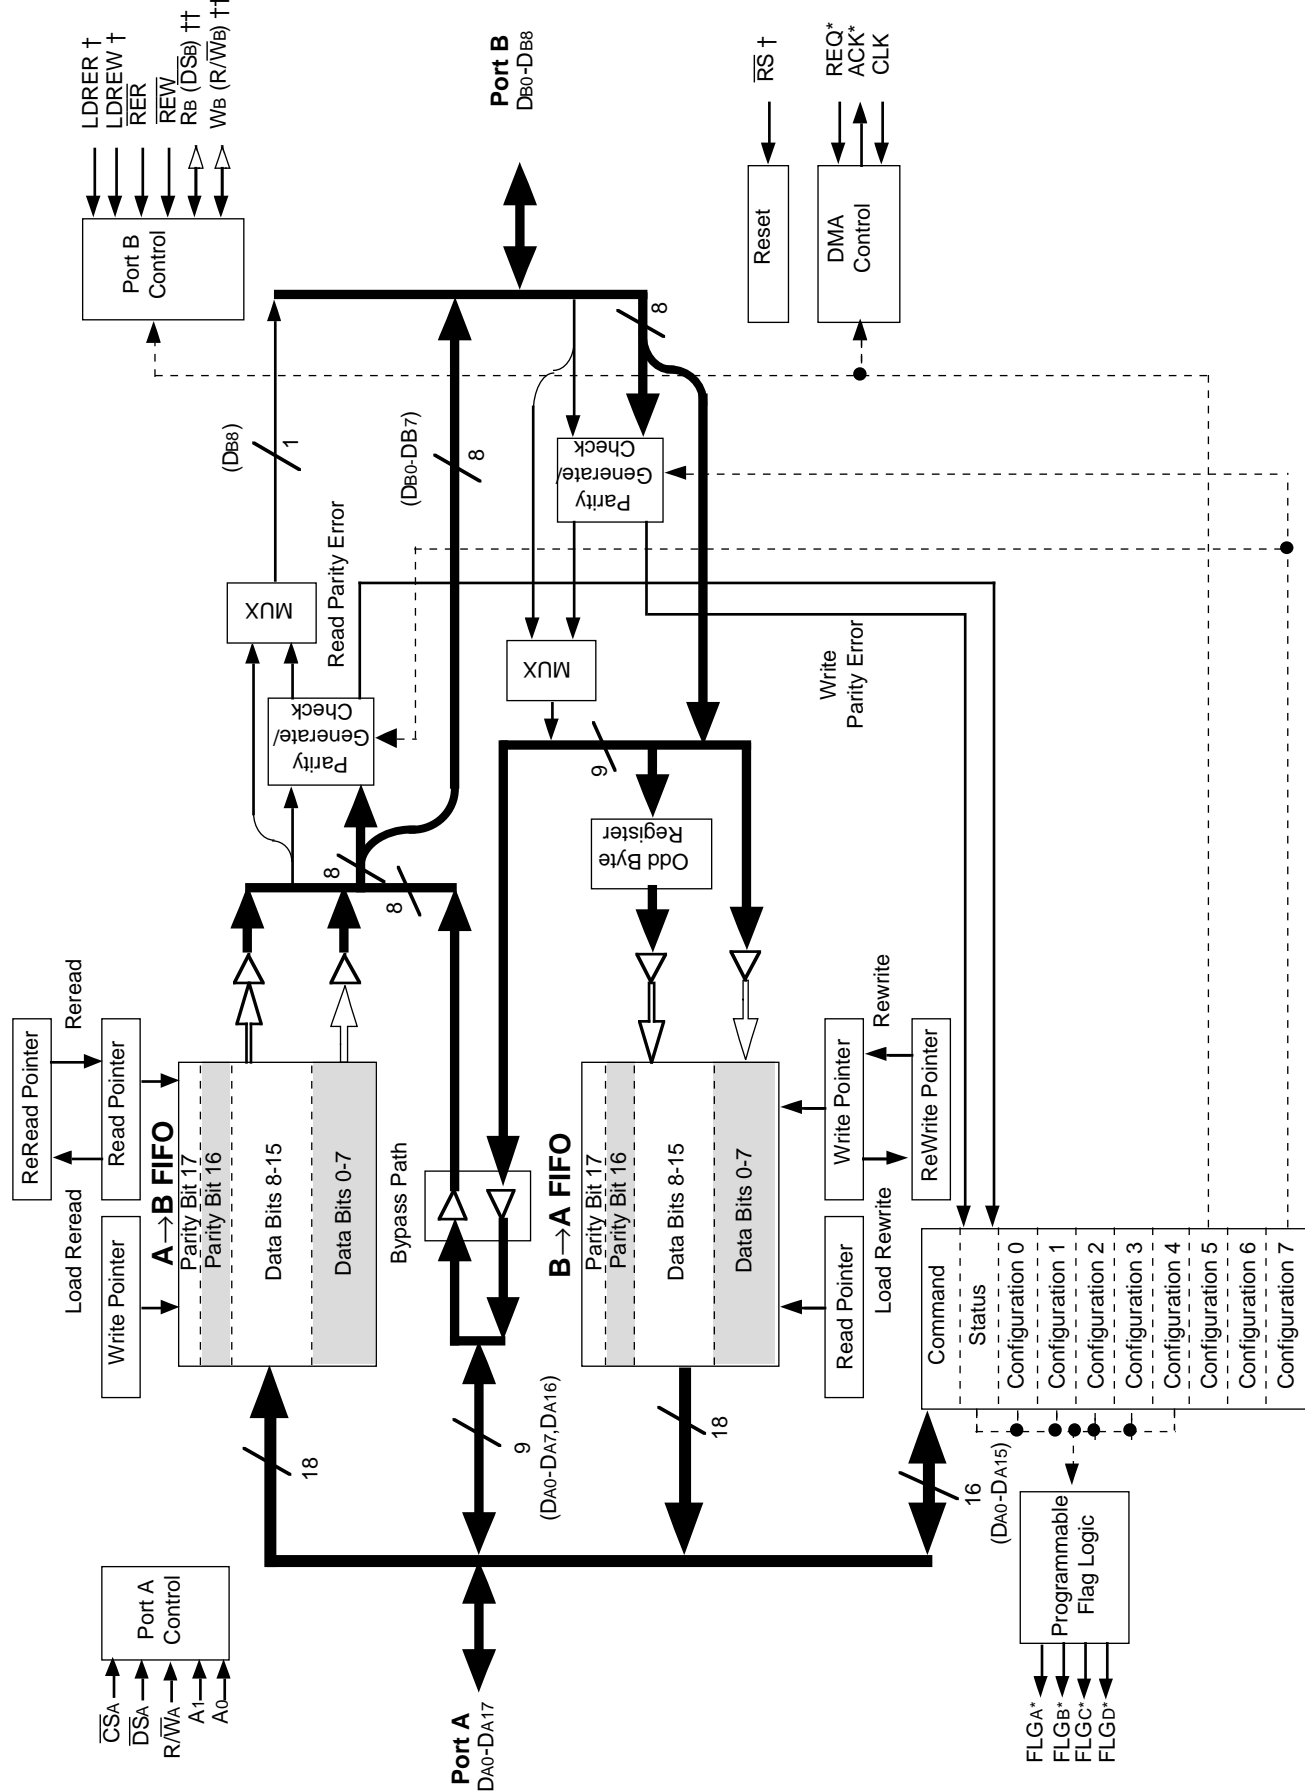 LDRER †
LDREW †
RER
REW
RB (DSB) ††
WB (R/WB) ††
Port B
Control
Port B
DB0-DB8
RS †
Reset
REQ*
ACK*
CLK
DMA
Control
(DB8)
1
(DB0-DB7)
8
8
MUX
Read Parity Error
Parity
Generate/
Check
Parity
Generate/
Check
MUX
Write
Parity Error
8
8
9
Odd Byte
Register
ReRead Pointer
Reread
Load Reread
Read Pointer
Write Pointer
A→B FIFO
Parity Bit 17
Parity Bit 16
Data Bits 8-15
Data Bits 0-7
Bypass Path
B→A FIFO
Parity Bit 17
Parity Bit 16
Data Bits 8-15
Data Bits 0-7
Write Pointer
Rewrite
Load Rewrite
ReWrite Pointer
Read Pointer
Command
Status
Configuration 0
Configuration 1
Configuration 2
Configuration 3
Configuration 4
Configuration 5
Configuration 6
Configuration 7
18
9
(DA0-DA7,DA16)
18
16
(DA0-DA15)
Port A
Control
CSA
DSA
R/WA
A1
A0
Port A
DA0-DA17
Programmable
Flag Logic
FLGA*
FLGB*
FLGC*
FLGD*